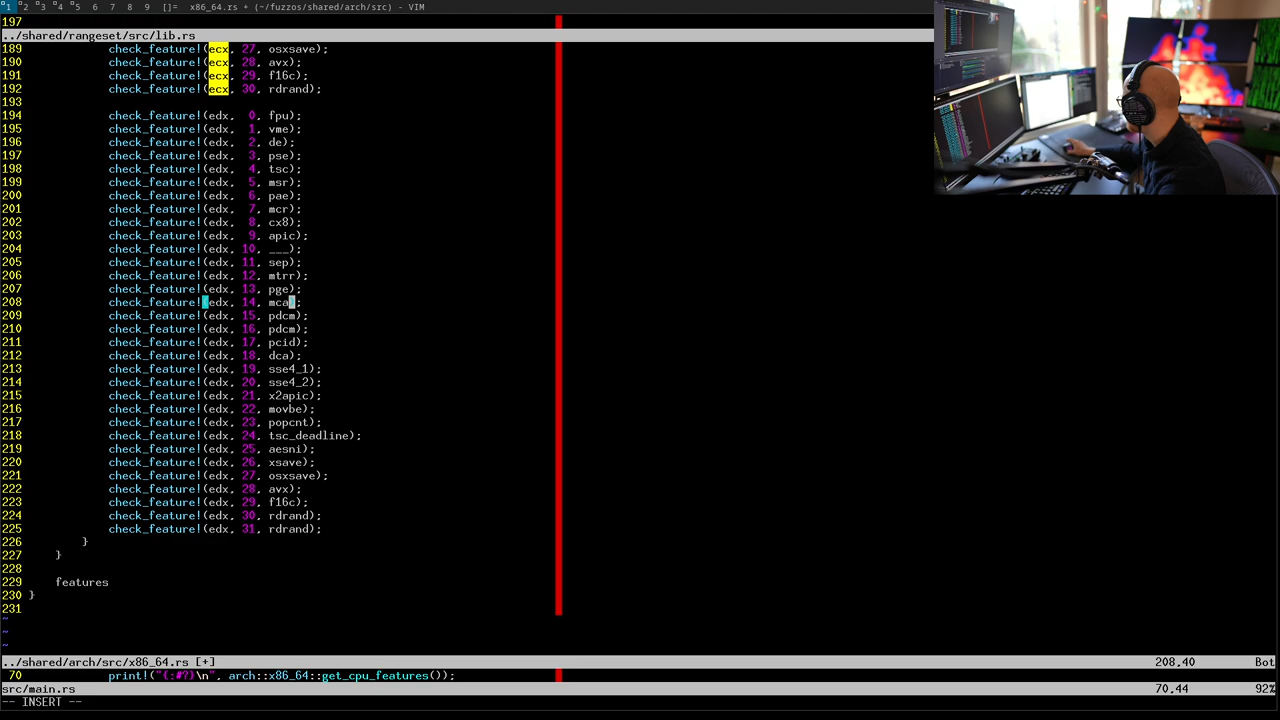 1 2 3 4 5 6 7 8 9 []= x86_64.rs + (~/fuzzos/shared/arch/src) - VIM
197
../shared/rangeset/src/lib.rs
189 check_feature!(ecx, 27, osxsave);
190 check_feature!(ecx, 28, avx);
191 check_feature!(ecx, 29, f16c);
192 check_feature!(ecx, 30, rdrand);
193
194 check_feature!(edx, 0, fpu);
195 check_feature!(edx, 1, vme);
196 check_feature!(edx, 2, de);
197 check_feature!(edx, 3, pse);
198 check_feature!(edx, 4, tsc);
199 check_feature!(edx, 5, msr);
200 check_feature!(edx, 6, pae);
201 check_feature!(edx, 7, mcr);
202 check_feature!(edx, 8, cx8);
203 check_feature!(edx, 9, apic);
204 check_feature!(edx, 10, ___);
205 check_feature!(edx, 11, sep);
206 check_feature!(edx, 12, mtrr);
207 check_feature!(edx, 13, pge);
208 check_feature!(edx, 14, mca);
209 check_feature!(edx, 15, pdcm);
210 check_feature!(edx, 16, pdcm);
211 check_feature!(edx, 17, pcid);
212 check_feature!(edx, 18, dca);
213 check_feature!(edx, 19, sse4_1);
214 check_feature!(edx, 20, sse4_2);
215 check_feature!(edx, 21, x2apic);
216 check_feature!(edx, 22, movbe);
217 check_feature!(edx, 23, popcnt);
218 check_feature!(edx, 24, tsc_deadline);
219 check_feature!(edx, 25, aesni);
220 check_feature!(edx, 26, xsave);
221 check_feature!(edx, 27, osxsave);
222 check_feature!(edx, 28, avx);
223 check_feature!(edx, 29, f16c);
224 check_feature!(edx, 30, rdrand);
225 check_feature!(edx, 31, rdrand);
226 }
227 }
228
229 features
230 }
231
~
~
~
../shared/arch/src/x86_64.rs [+] 208,40 Bot
70 print!("{:#?}\n", arch::x86_64::get_cpu_features());
src/main.rs 70,44 92%
-- INSERT --